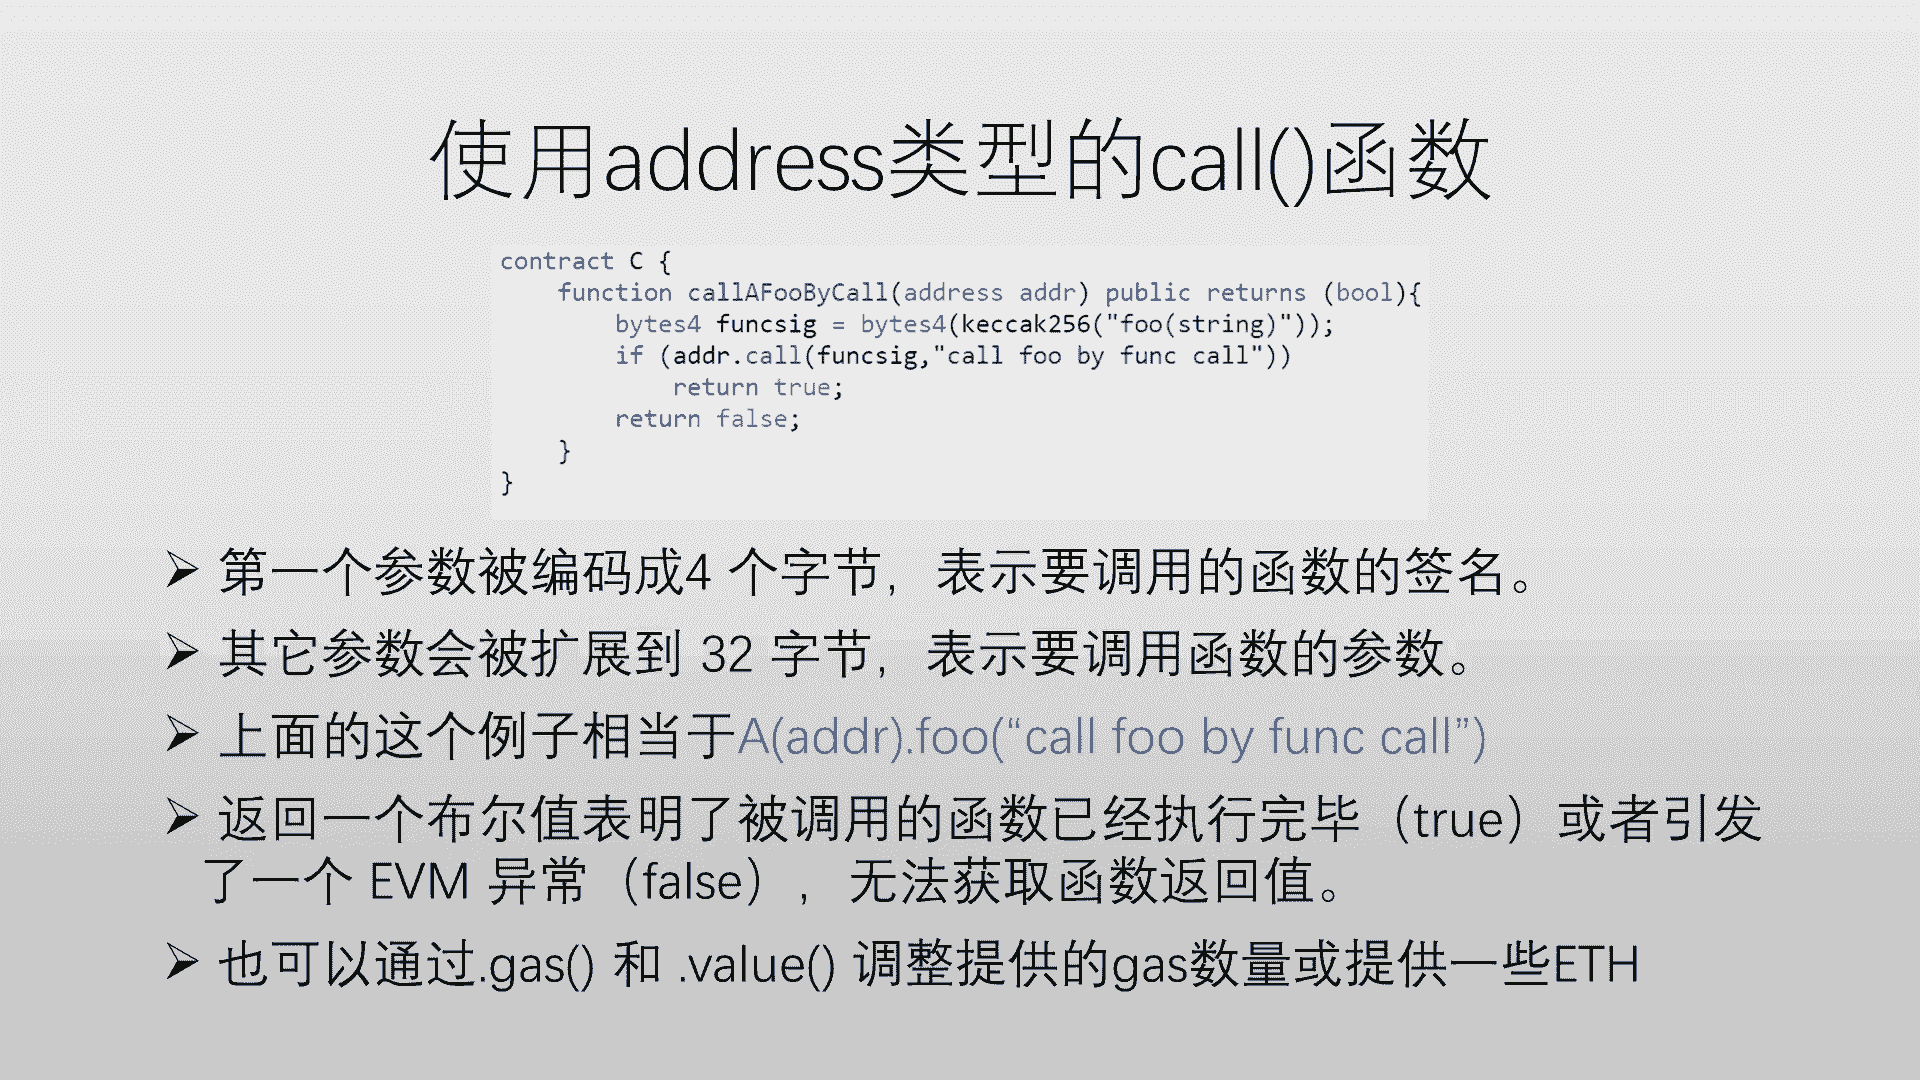 使用address类型的call()函数
contract C {
    function callAFooByCall(address addr) public returns (bool){
        bytes4 funcsig = bytes4(keccak256("foo(string)"));
        if (addr.call(funcsig,"call foo by func call"))
            return true;
        return false;
    }
}
➢ 第一个参数被编码成4 个字节，表示要调用的函数的签名。
➢ 其它参数会被扩展到 32 字节，表示要调用函数的参数。
➢ 上面的这个例子相当于A(addr).foo(“call foo by func call”)
➢ 返回一个布尔值表明了被调用的函数已经执行完毕（true）或者引发
了一个 EVM 异常（false），无法获取函数返回值。
➢ 也可以通过.gas() 和 .value() 调整提供的gas数量或提供一些ETH